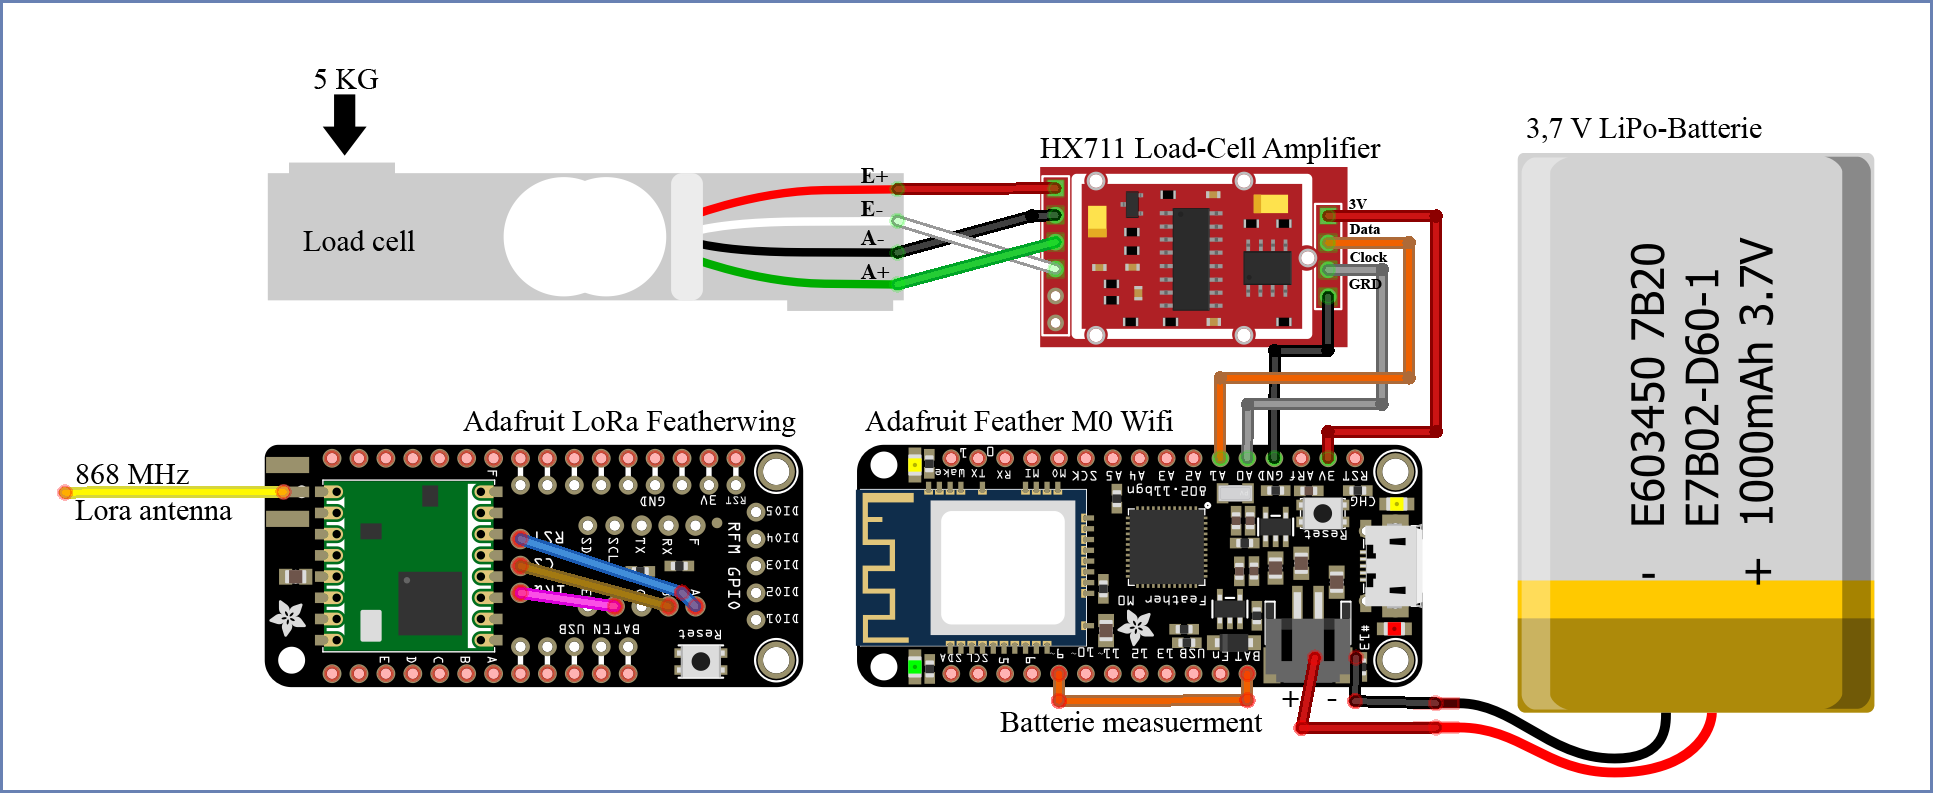 5 KG
3,7 V LiPo-Batterie
HX711 Load-Cell Amplifier
E+
E-
A-
A+
Load cell
3V
Data
Clock
GRD
E603450 7B20
E7B02-D60-1
1000mAh 3.7V
- +
Adafruit LoRa Featherwing
Adafruit Feather M0 Wifi
868 MHz
Lora antenna
F
GND
3V
RST
DIO5
DIO4
DIO3
DIO2
DIO1
RFM GPIO
RST
CS
IRQ
SDA
SCL
TX
RX
F
E
C
B
A
USB
EN
BAT
Reset
E
D
C
B
A
1
0
Wake
TX
RX
MI
M0
SCK
A5
A4
A3
A2
A1
A0
GND
ARf
3V
RST
802.11bgn
CHG
Reset
Feather M0
#13
SDA
SCL
5
6
~9
~10
~11
~12
~13
USB
En
BAT
+ -
Batterie measuerment